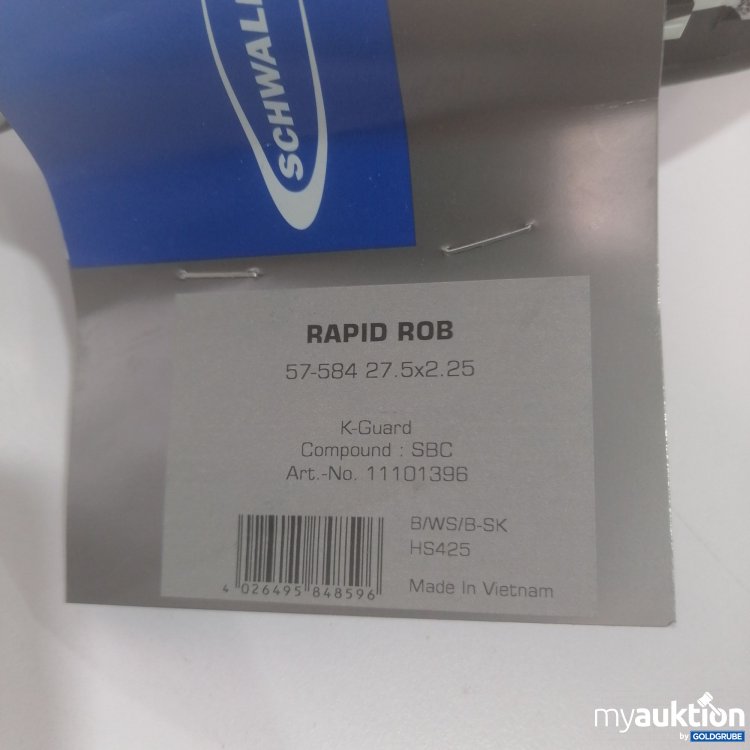 SCHWALBE
RAPID ROB
57-584 27.5x2.25
K-Guard
Compound : SBC
Art.-No. 11101396
B/WS/B-SK
HS425
4 026495 848596
Made In Vietnam
myauktion
by GOLDGRUBE